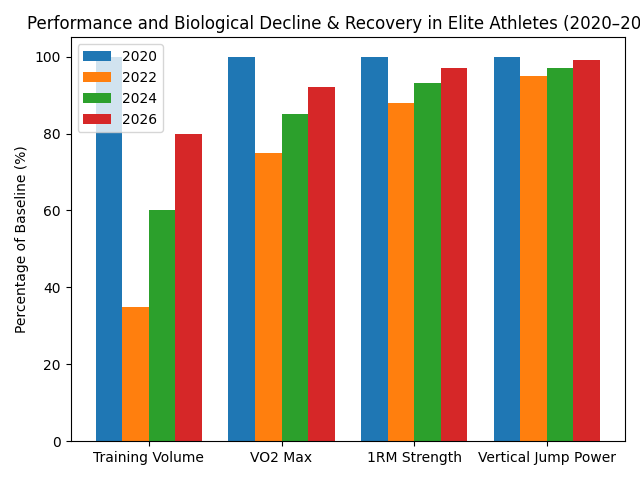 Performance and Biological Decline & Recovery in Elite Athletes (2020–20
2020
2022
2024
2026
Percentage of Baseline (%)
100
80
60
40
20
0
Training Volume
VO2 Max
1RM Strength
Vertical Jump Power